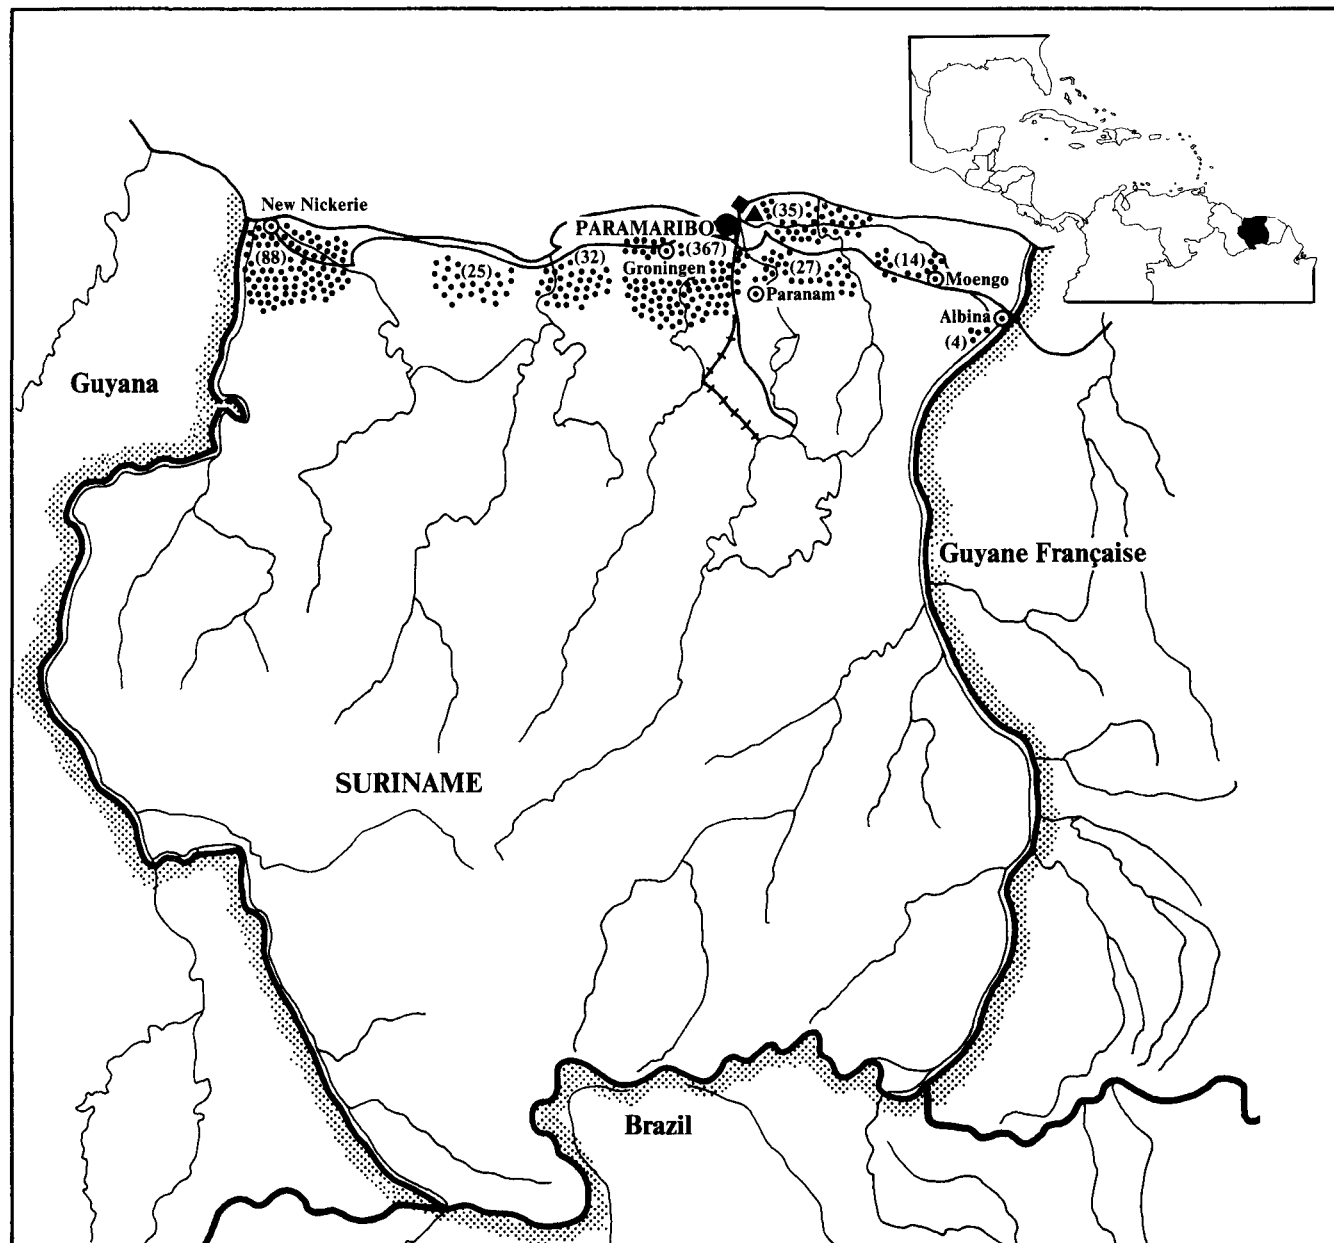 New Nickerie
PARAMARIBO
(35)
(88)
(25)
(32)
(367)
Groningen
(27)
(14)
Paranam
Moengo
Albina
(4)
Guyana
Guyane Française
SURINAME
Brazil